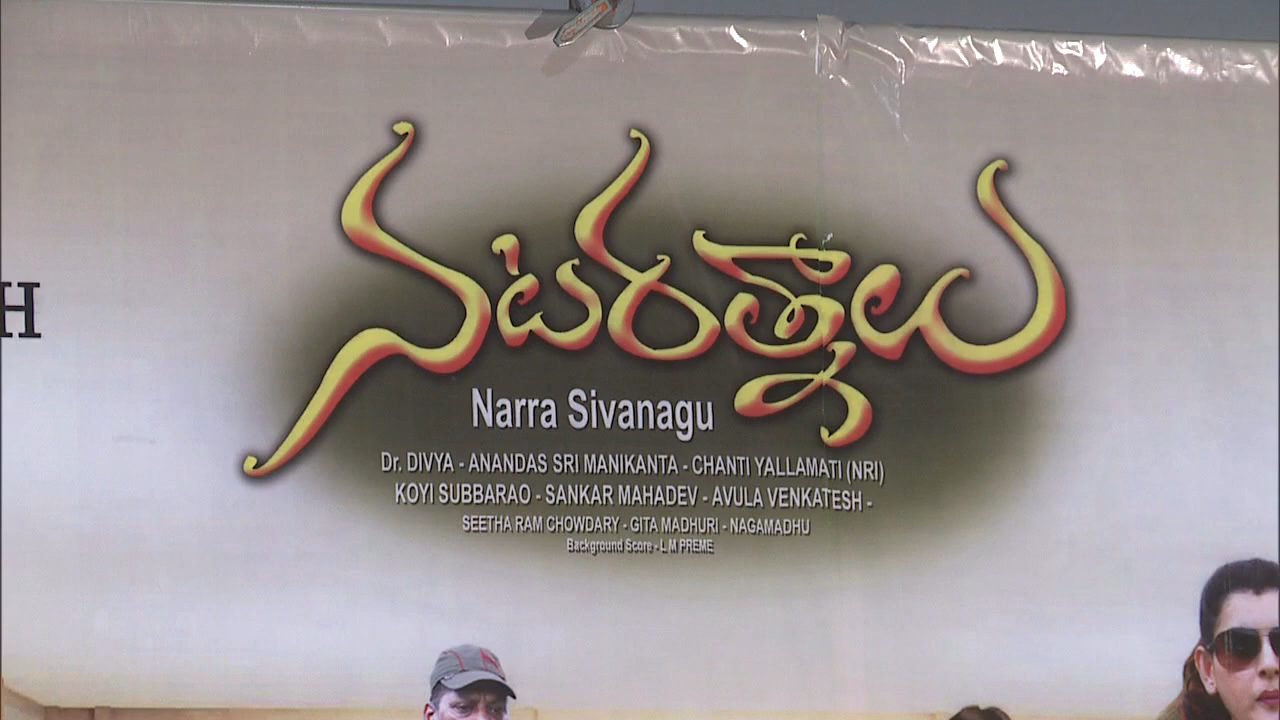 H
నటరత్నాలు
Narra Sivanagu
Dr. DIVYA - ANANDAS SRI MANIKANTA - CHANTI YALLAMATI (NRI)
KOYI SUBBARAO - SANKAR MAHADEV - AVULA VENKATESH -
SEETHA RAM CHOWDARY - GITA MADHURI - NAGAMADHU
Background Score - L M PREME